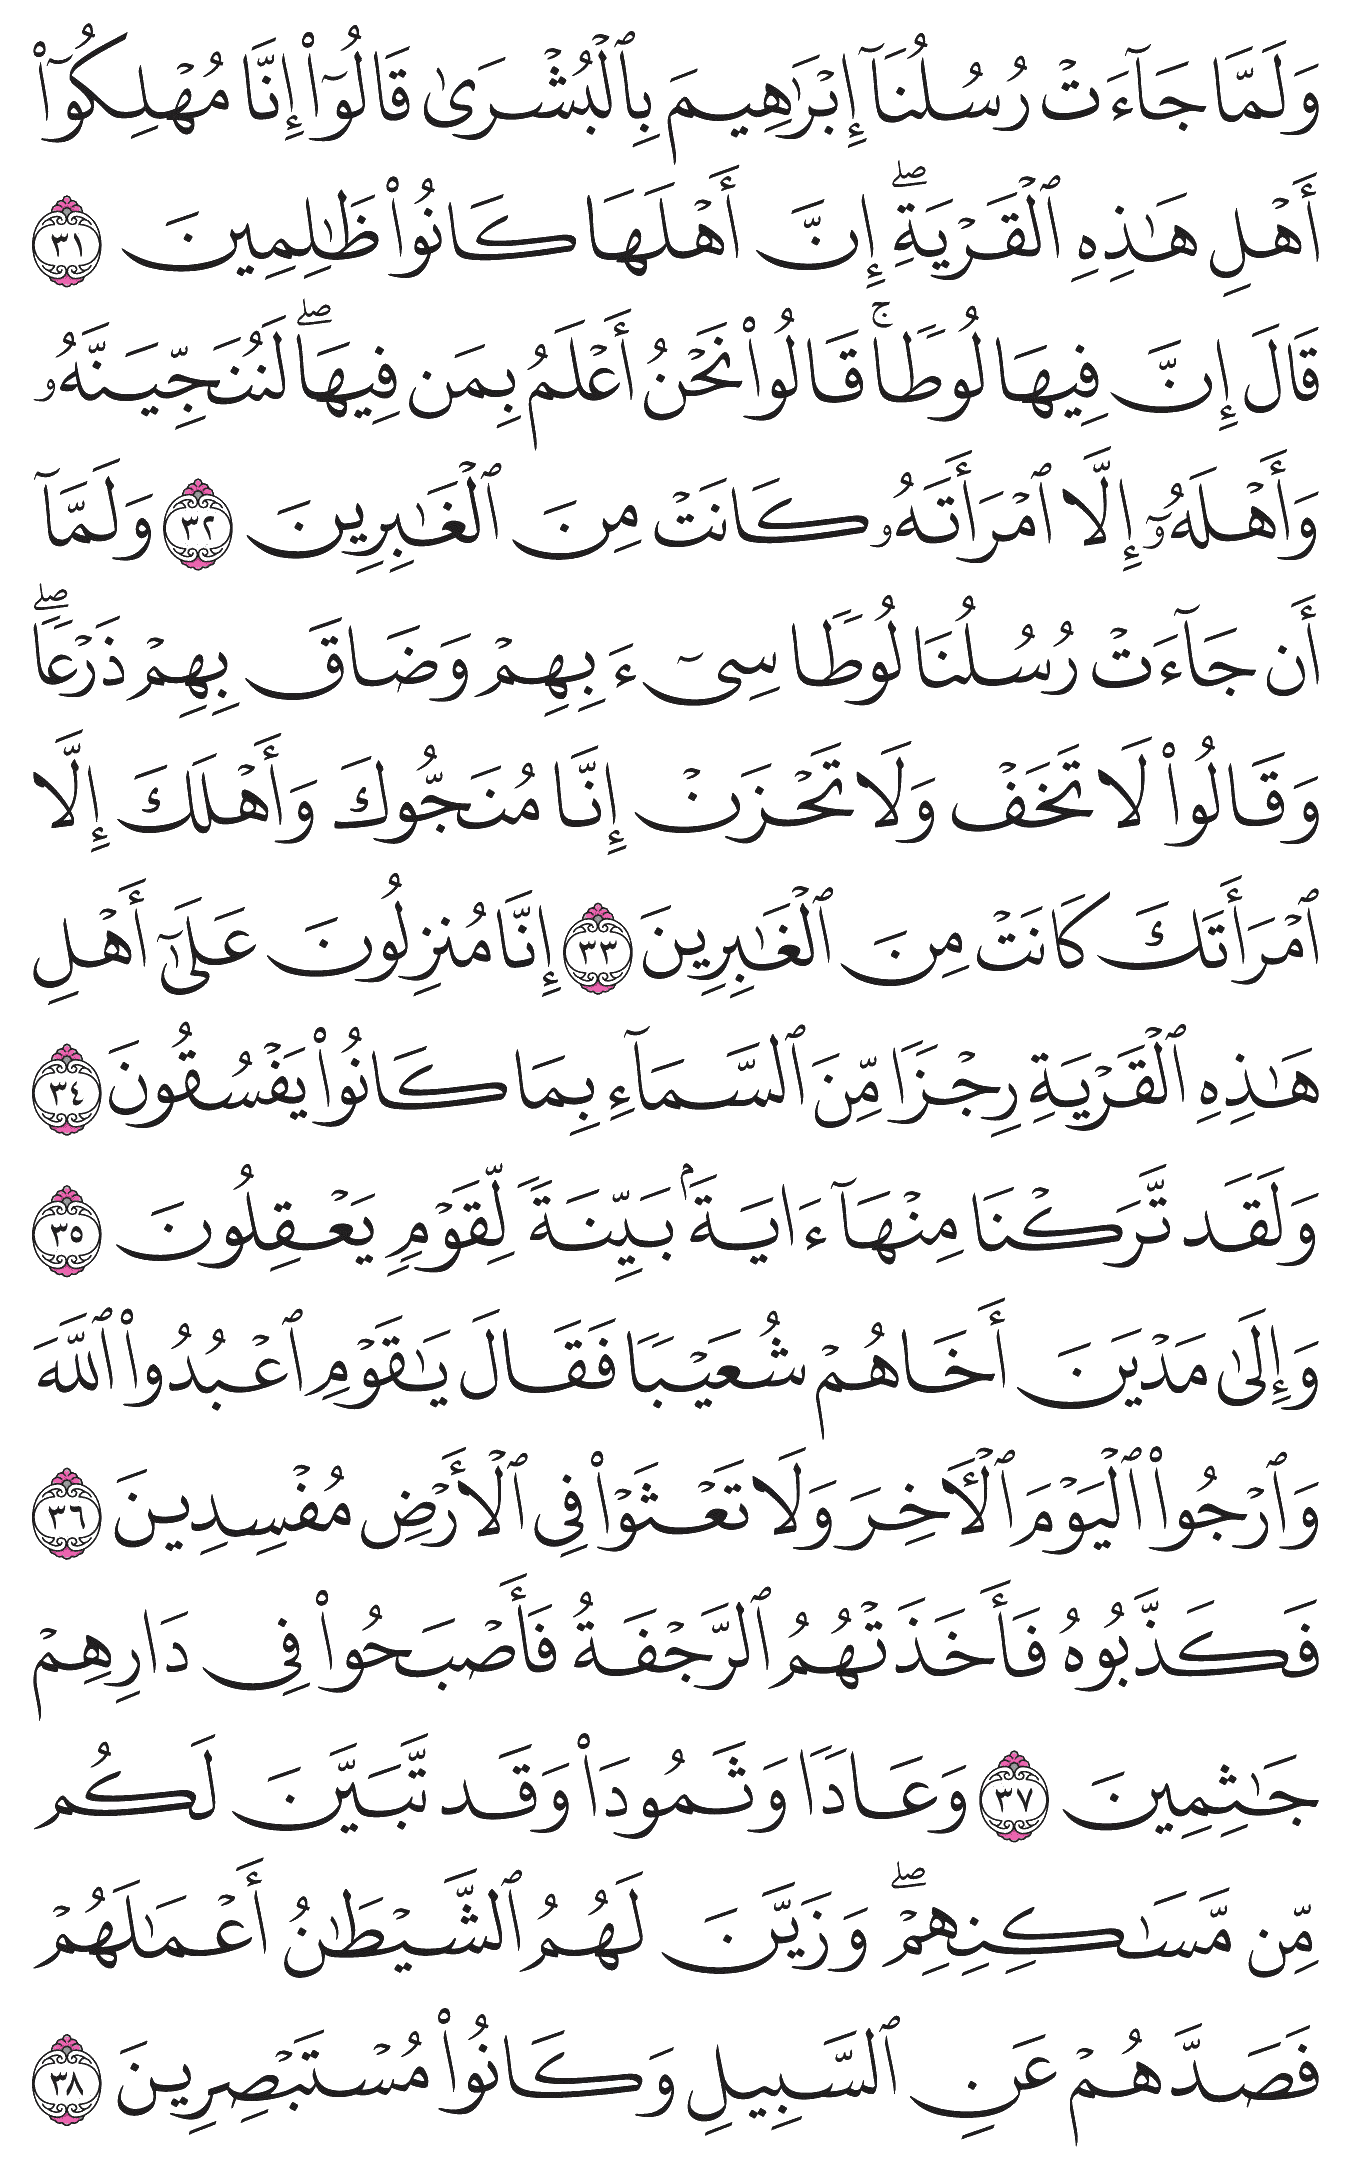 وَلَمَّا جَآءَتْ رُسُلُنَآ إِبْرَٰهِيمَ بِٱلْبُشْرَىٰ قَالُوٓا۟ إِنَّا مُهْلِكُوٓا۟
أَهْلِ هَٰذِهِ ٱلْقَرْيَةِ ۖ إِنَّ أَهْلَهَا كَانُوا۟ ظَٰلِمِينَ ٣١
قَالَ إِنَّ فِيهَا لُوطًا ۚ قَالُوا۟ نَحْنُ أَعْلَمُ بِمَن فِيهَا ۖ لَنُنَجِّيَنَّهُۥ
وَأَهْلَهُۥٓ إِلَّا ٱمْرَأَتَهُۥ كَانَتْ مِنَ ٱلْغَٰبِرِينَ ٣٢ وَلَمَّآ
أَن جَآءَتْ رُسُلُنَا لُوطًا سِىٓءَ بِهِمْ وَضَاقَ بِهِمْ ذَرْعًا ۖ
وَقَالُوا۟ لَا تَخَفْ وَلَا تَحْزَنْ إِنَّا مُنَجُّوكَ وَأَهْلَكَ إِلَّا
ٱمْرَأَتَكَ كَانَتْ مِنَ ٱلْغَٰبِرِينَ ٣٣ إِنَّا مُنزِلُونَ عَلَىٰٓ أَهْلِ
هَٰذِهِ ٱلْقَرْيَةِ رِجْزًا مِّنَ ٱلسَّمَآءِ بِمَا كَانُوا۟ يَفْسُقُونَ ٣٤
وَلَقَد تَّرَكْنَا مِنْهَآ ءَايَةًۢ بَيِّنَةً لِّقَوْمٍ يَعْقِلُونَ ٣٥
وَإِلَىٰ مَدْيَنَ أَخَاهُمْ شُعَيْبًا فَقَالَ يَٰقَوْمِ ٱعْبُدُوا۟ ٱللَّهَ
وَٱرْجُوا۟ ٱلْيَوْمَ ٱلْـَٔاخِرَ وَلَا تَعْثَوْا۟ فِى ٱلْأَرْضِ مُفْسِدِينَ ٣٦
فَكَذَّبُوهُ فَأَخَذَتْهُمُ ٱلرَّجْفَةُ فَأَصْبَحُوا۟ فِى دَارِهِمْ
جَٰثِمِينَ ٣٧ وَعَادًا وَثَمُودَا۟ وَقَد تَّبَيَّنَ لَكُم
مِّن مَّسَٰكِنِهِمْ ۖ وَزَيَّنَ لَهُمُ ٱلشَّيْطَٰنُ أَعْمَٰلَهُمْ
فَصَدَّهُمْ عَنِ ٱلسَّبِيلِ وَكَانُوا۟ مُسْتَبْصِرِينَ ٣٨